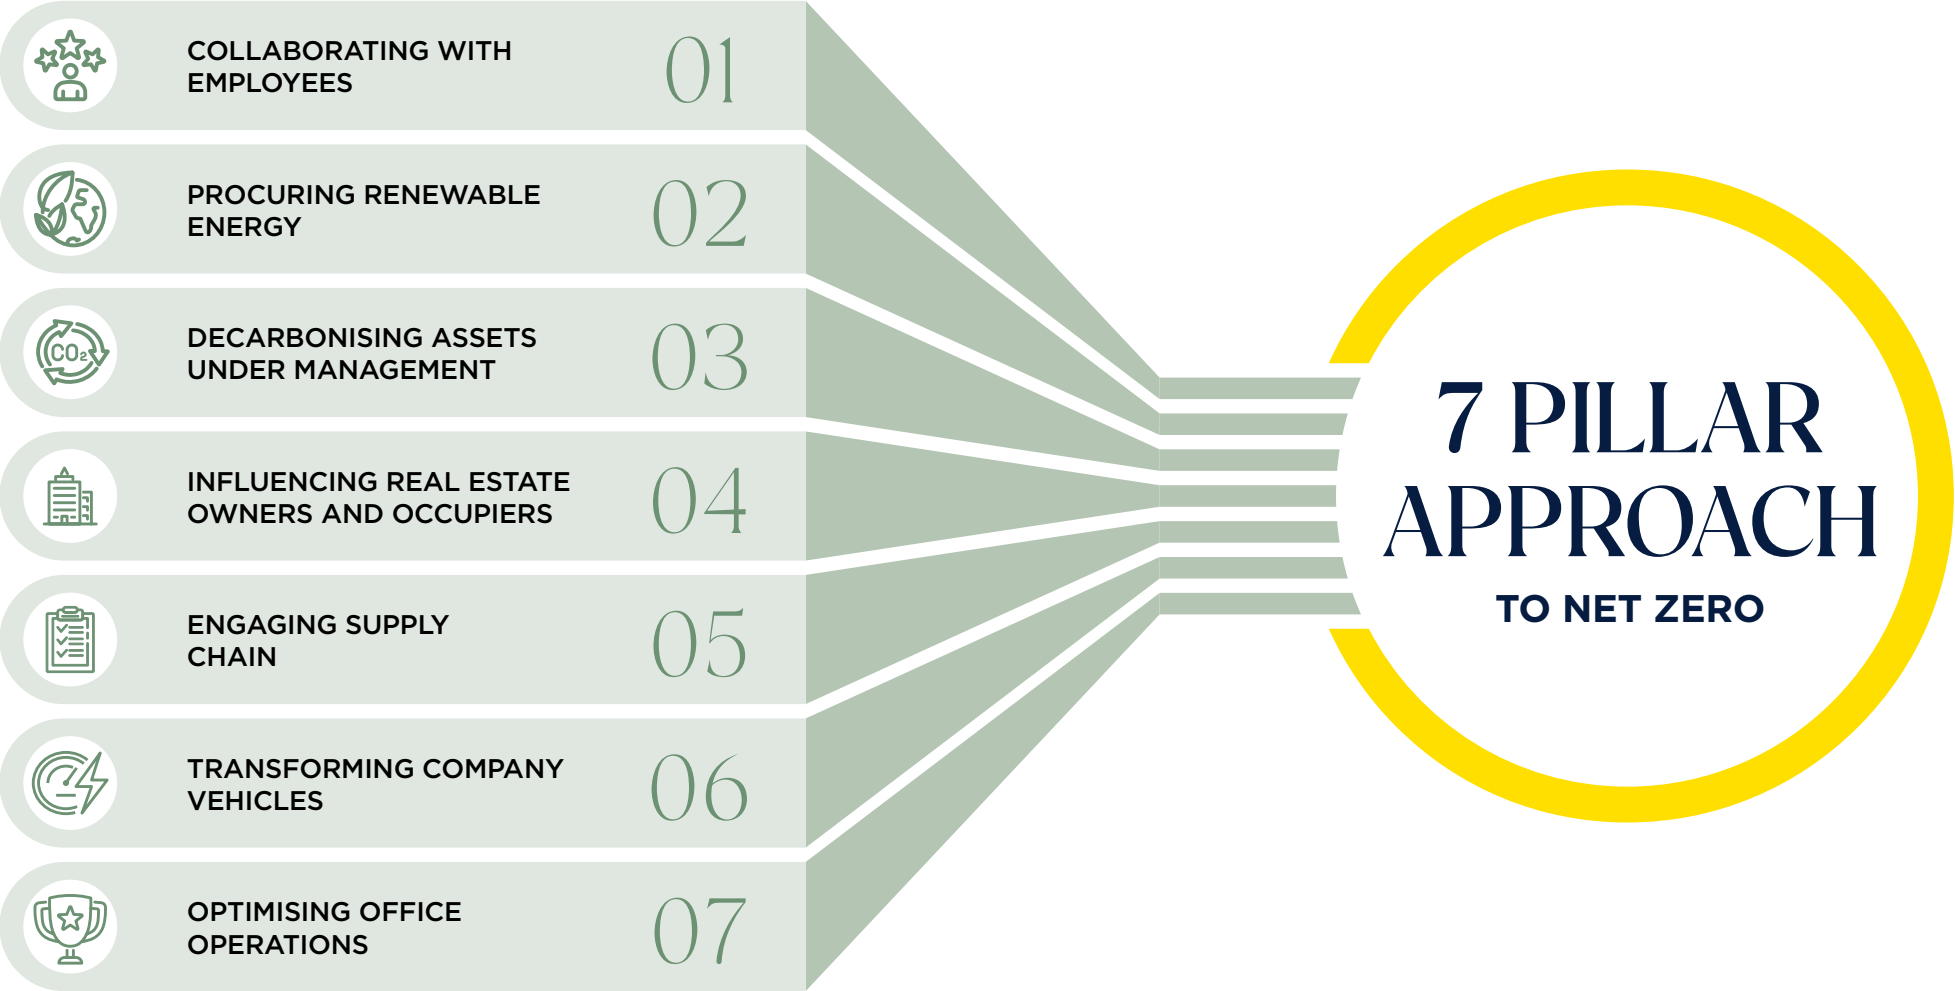 COLLABORATING WITH
EMPLOYEES
01
PROCURING RENEWABLE
ENERGY
02
DECARBONISING ASSETS
UNDER MANAGEMENT
03
CO₂
INFLUENCING REAL ESTATE
OWNERS AND OCCUPIERS
04
ENGAGING SUPPLY
CHAIN
05
TRANSFORMING COMPANY
VEHICLES
06
OPTIMISING OFFICE
OPERATIONS
07
7 PILLAR
APPROACH
TO NET ZERO